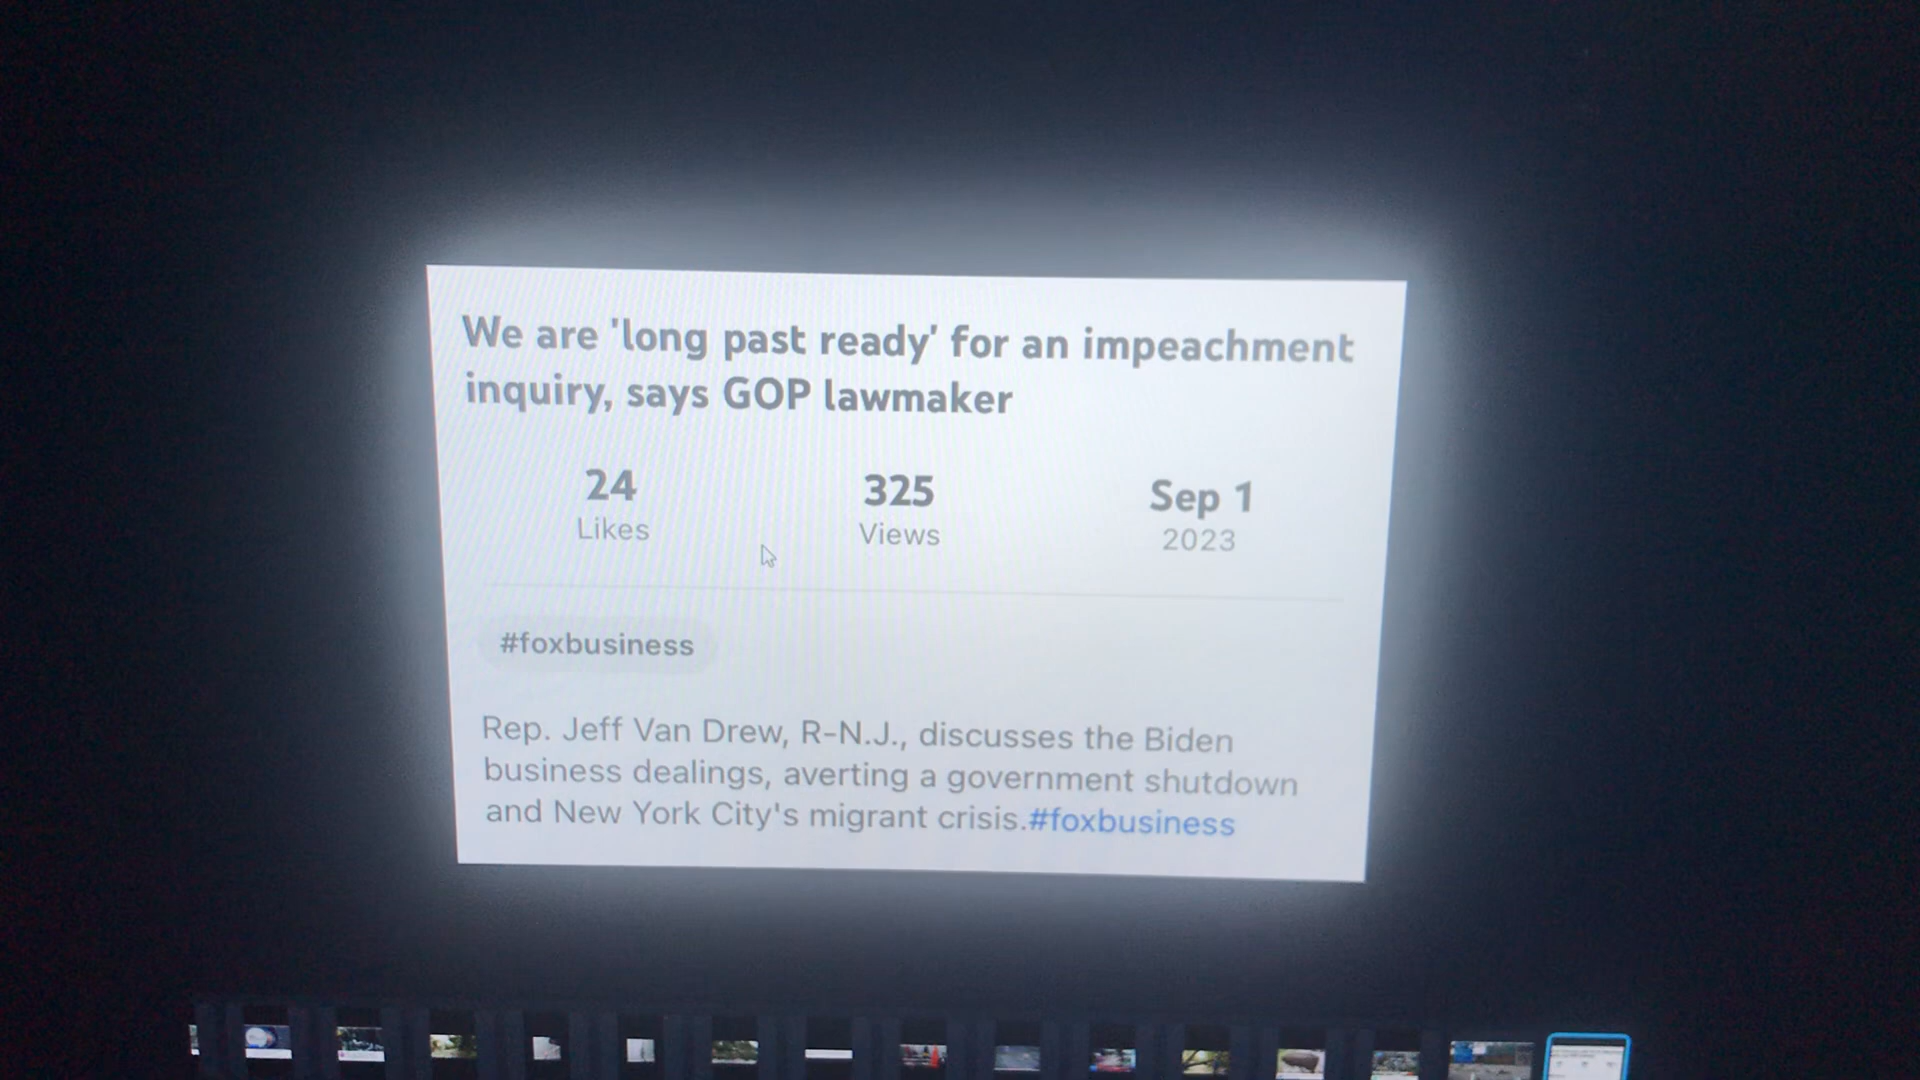 We are 'long past ready' for an impeachment
inquiry, says GOP lawmaker
24
Likes
325
Views
Sep 1
2023
#foxbusiness
Rep. Jeff Van Drew, R-N.J., discusses the Biden
business dealings, averting a government shutdown
and New York City's migrant crisis.#foxbusiness